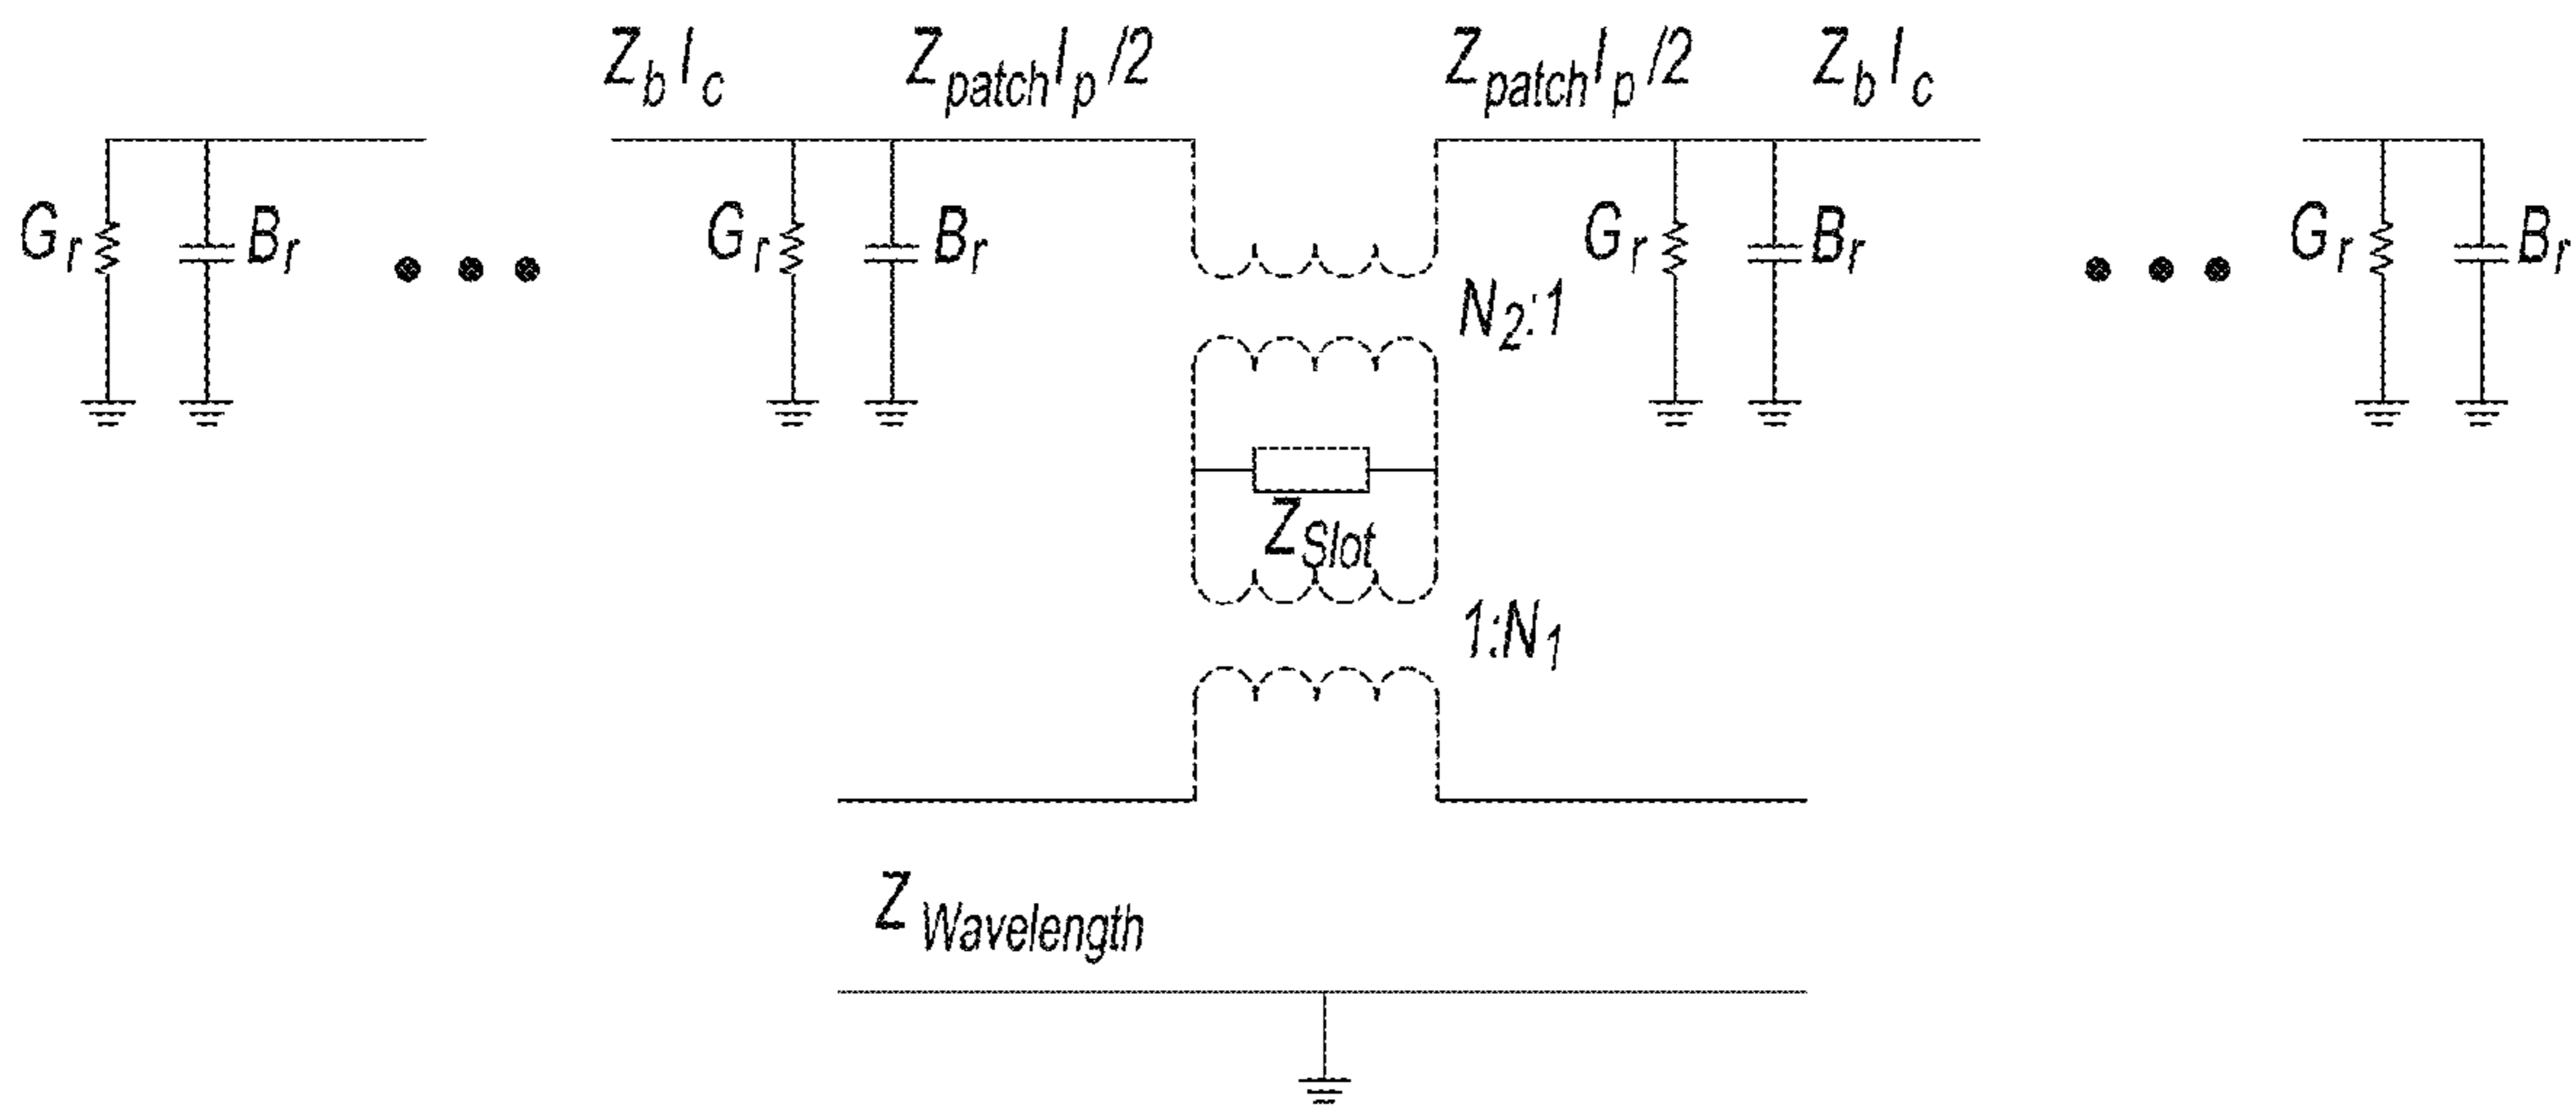 Z_b l_c Z_patch l_p /2 Z_patch l_p /2 Z_b l_c
G_r B_r G_r B_r G_r B_r G_r B_r
N_2:1
Z_Slot
1:N_1
Z_Wavelength